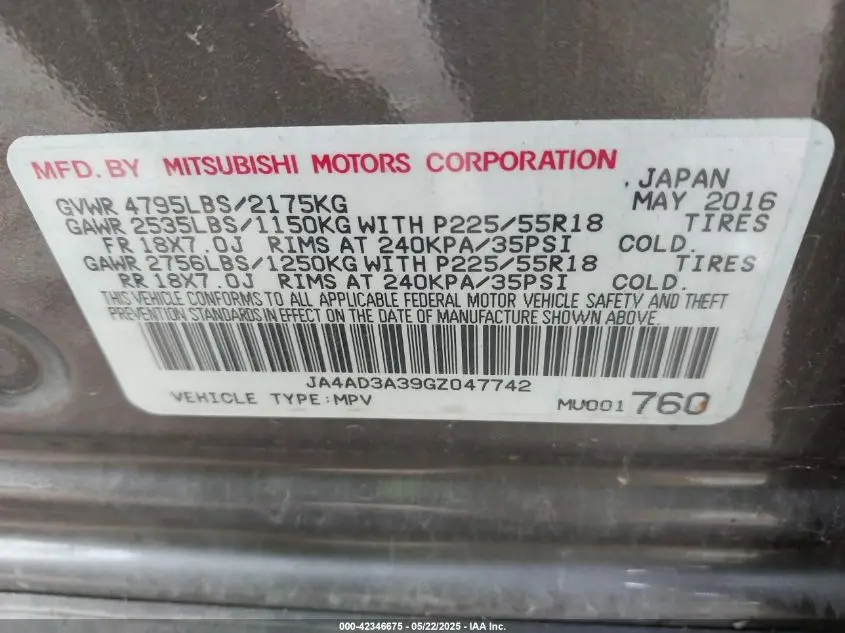 MFD. BY MITSUBISHI MOTORS CORPORATION
, JAPAN
GVWR 4795LBS/2175KG MAY 2016
GAWR 2535LBS/1150KG WITH P225/55R18 TIRES
FR 18X7.0J RIMS AT 240KPA/35PSI COLD.
GAWR 2756LBS/1250KG WITH P225/55R18 TIRES
RR 18X7.0J RIMS AT 240KPA/35PSI COLD.
THIS VEHICLE CONFORMS TO ALL APPLICABLE FEDERAL MOTOR VEHICLE SAFETY AND THEFT
PREVENTION STANDARDS IN EFFECT ON THE DATE OF MANUFACTURE SHOWN ABOVE.
JA4AD3A39GZ047742
VEHICLE TYPE:MPV MU001 760
000-42346675 - 05/22/2025 - IAA Inc.